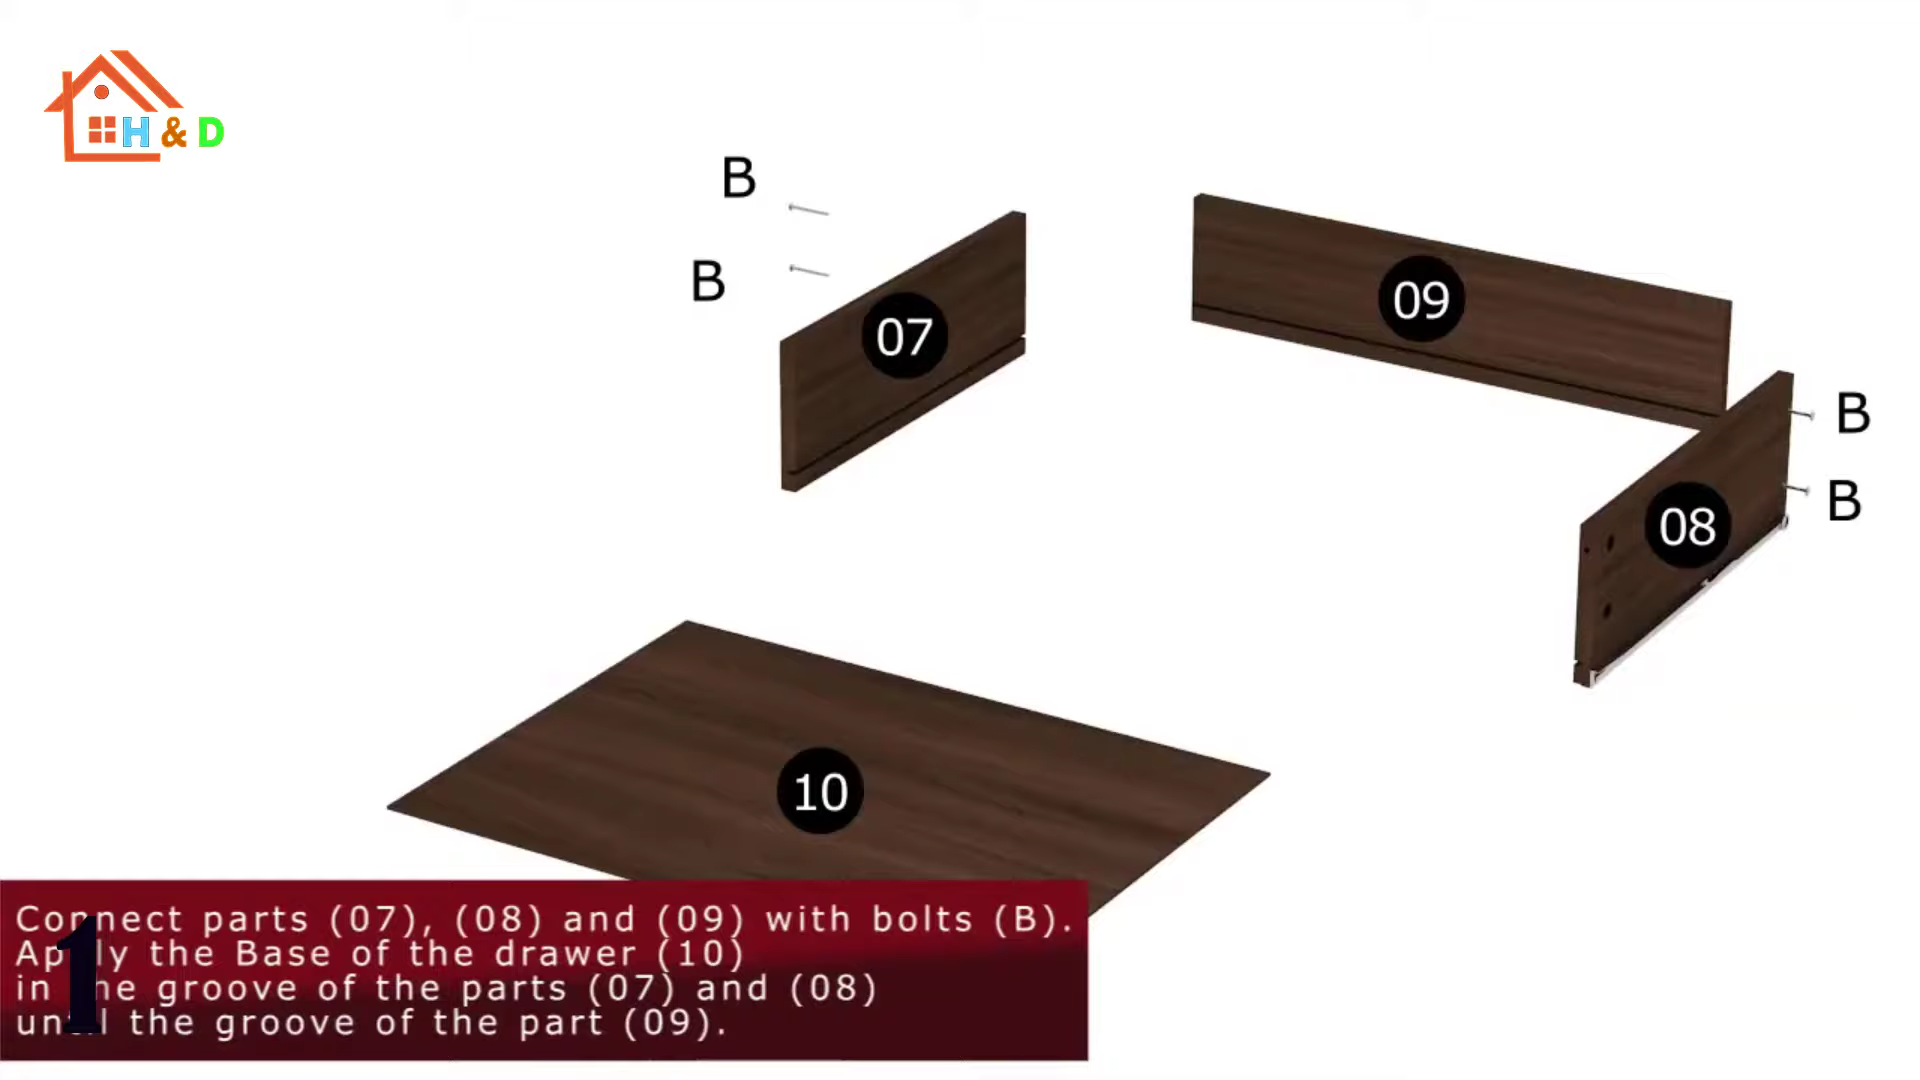 H & D
B
B
07
09
B
08
B
10
Connect parts (07), (08) and (09) with bolts (B).
Apply the Base of the drawer (10)
in the groove of the parts (07) and (08)
until the groove of the part (09).
1